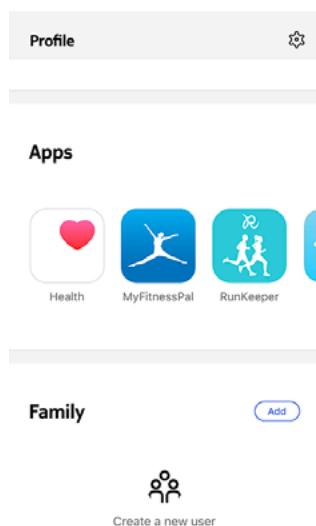 Profile
Apps
Health MyFitnessPal RunKeeper
Family Add
Create a new user